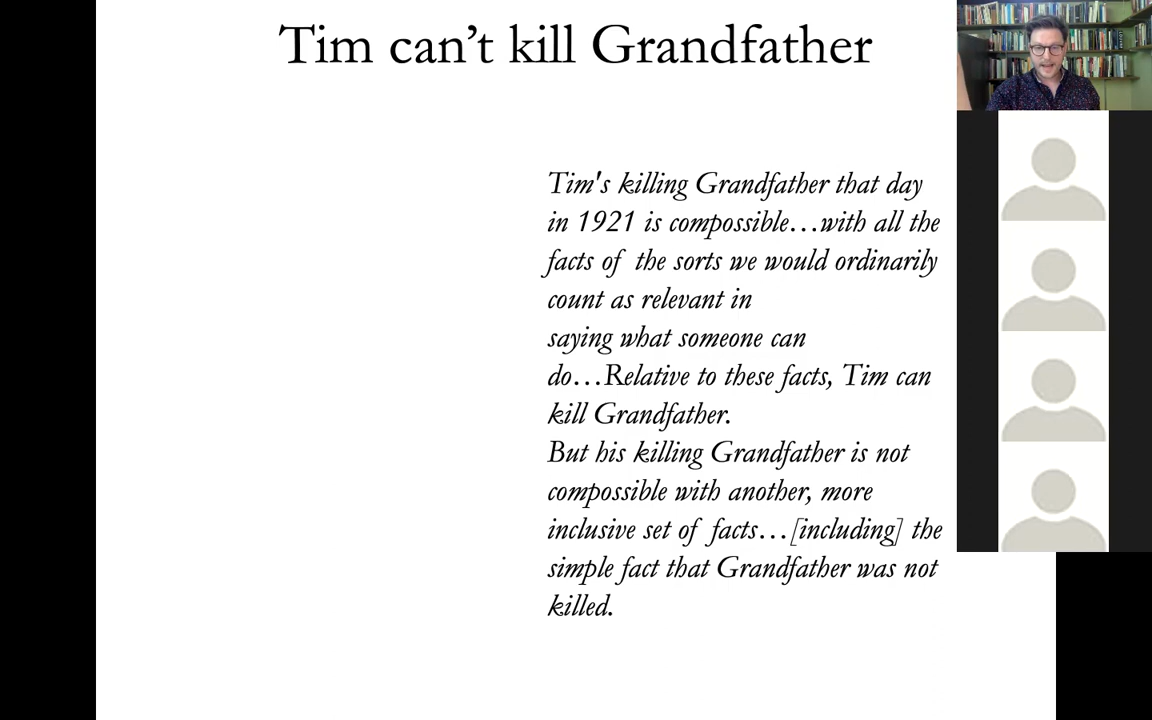 Tim can’t kill Grandfather
Tim's killing Grandfather that day
in 1921 is compossible…with all the
facts of the sorts we would ordinarily
count as relevant in
saying what someone can
do…Relative to these facts, Tim can
kill Grandfather.
But his killing Grandfather is not
compossible with another, more
inclusive set of facts…[including] the
simple fact that Grandfather was not
killed.